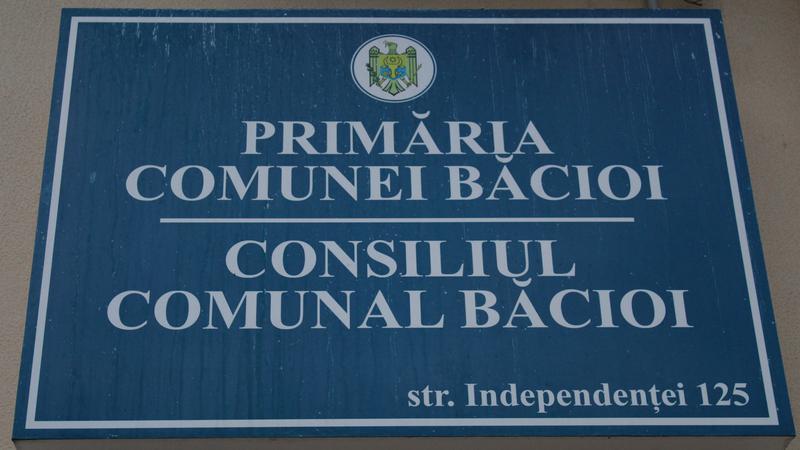 PRIMĂRIA
COMUNEI BĂCIOI
CONSILIUL
COMUNAL BĂCIOI
str. Independenței 125